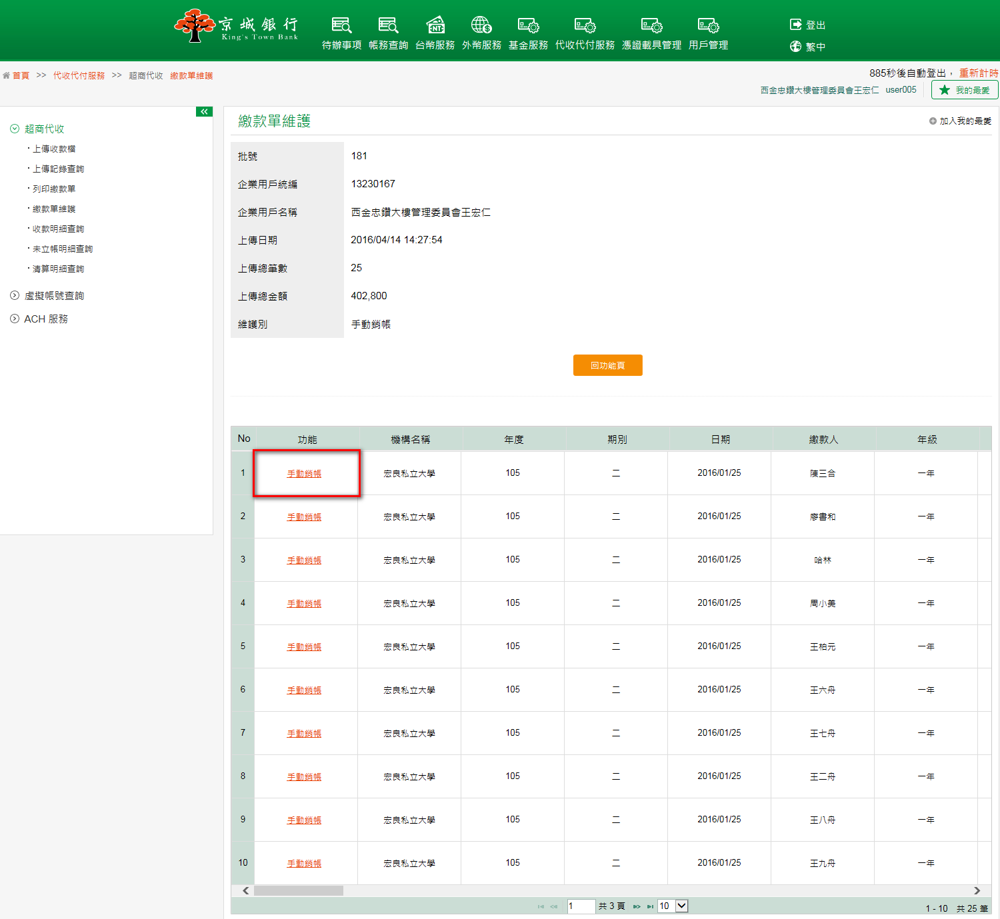 京城銀行
King's Town Bank
待辦事項 帳務查詢 台幣服務 外幣服務 基金服務 代收代付服務 憑證載具管理 用戶管理
登出
繁中
首頁 >> 代收代付服務 >> 超商代收 繳款單維護
885秒後自動登出， 重新計時
西金忠鑽大樓管理委員會王宏仁 user005 我的最愛
超商代收
·上傳收款檔
·上傳記錄查詢
·列印繳款單
·繳款單維護
·收款明細查詢
·未立帳明細查詢
·清算明細查詢
虛擬帳號查詢
ACH 服務
繳款單維護
加入我的最愛
批號 181
企業用戶統編 13230167
企業用戶名稱 西金忠鑽大樓管理委員會王宏仁
上傳日期 2016/04/14 14:27:54
上傳總筆數 25
上傳總金額 402,800
維護別 手動銷帳
回功能頁
No 功能 機構名稱 年度 期別 日期 繳款人 年級
1 手動銷帳 宏良私立大學 105 二 2016/01/25 陳三合 一年
2 手動銷帳 宏良私立大學 105 二 2016/01/25 廖書和 一年
3 手動銷帳 宏良私立大學 105 二 2016/01/25 哈林 一年
4 手動銷帳 宏良私立大學 105 二 2016/01/25 周小美 一年
5 手動銷帳 宏良私立大學 105 二 2016/01/25 王柏元 一年
6 手動銷帳 宏良私立大學 105 二 2016/01/25 王六舟 一年
7 手動銷帳 宏良私立大學 105 二 2016/01/25 王七舟 一年
8 手動銷帳 宏良私立大學 105 二 2016/01/25 王二舟 一年
9 手動銷帳 宏良私立大學 105 二 2016/01/25 王八舟 一年
10 手動銷帳 宏良私立大學 105 二 2016/01/25 王九舟 一年
1 共 3 頁 10
1 - 10 共 25 筆